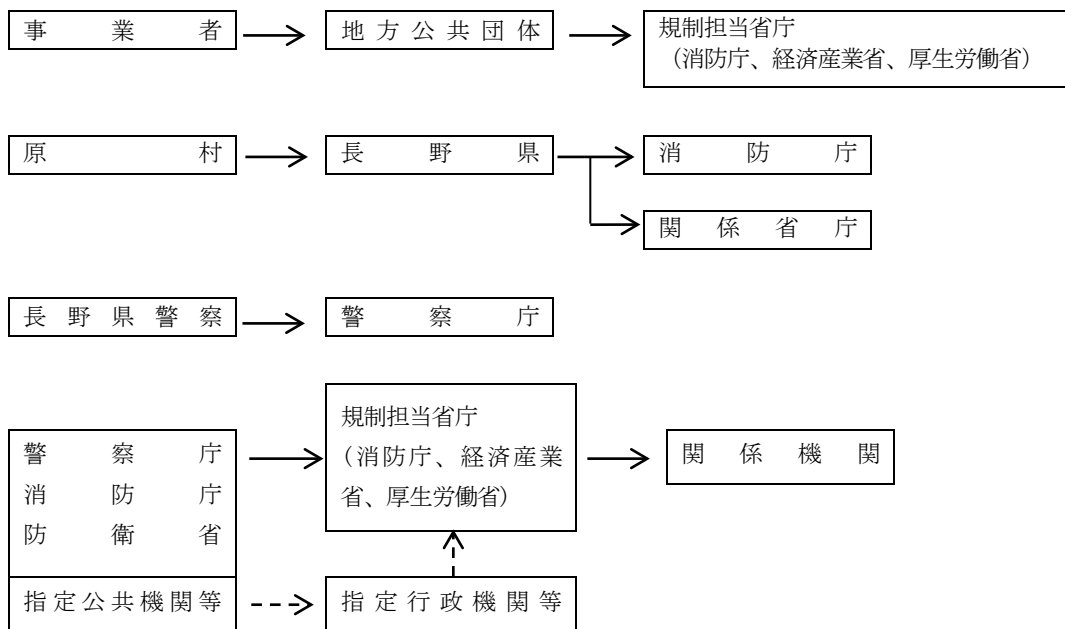 事業者
地方公共団体
規制担当省庁
（消防庁、経済産業省、厚生労働省）
原村
長野県
消防庁
関係省庁
長野県警察
警察庁
警察庁
消防庁
防衛省
規制担当省庁
（消防庁、経済産業
省、厚生労働省）
関係機関
指定公共機関等
指定行政機関等